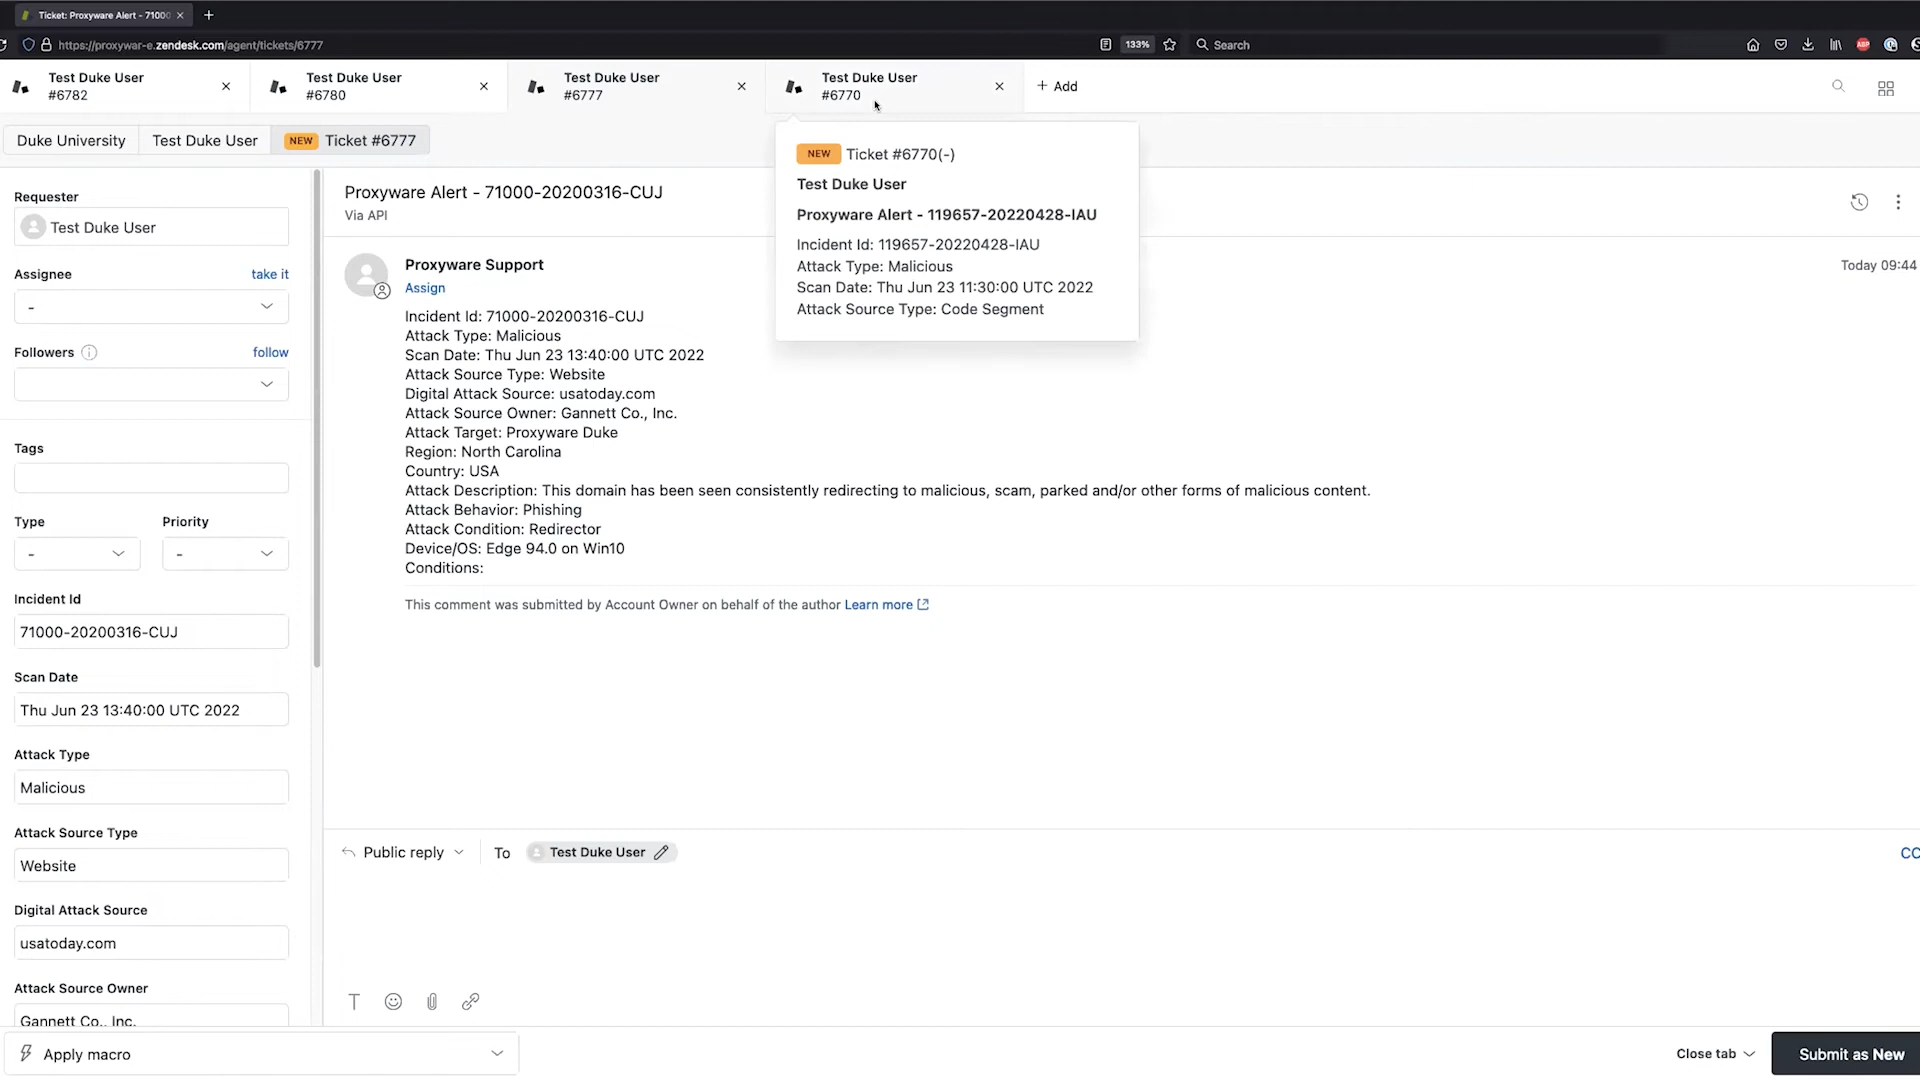 Ticket: Proxyware Alert - 71000
https://proxywar-e.zendesk.com/agent/tickets/6777
133%
Search
ABP
Test Duke User
#6782
Test Duke User
#6780
Test Duke User
#6777
Test Duke User
#6770
+ Add
Duke University
Test Duke User
NEW Ticket #6777
NEW Ticket #6770(-)
Test Duke User
Proxyware Alert - 119657-20220428-IAU
Incident Id: 119657-20220428-IAU
Attack Type: Malicious
Scan Date: Thu Jun 23 11:30:00 UTC 2022
Attack Source Type: Code Segment
Requester
Test Duke User
Assignee
take it
-
Followers
follow
Tags
Type
Priority
-
-
Incident Id
71000-20200316-CUJ
Scan Date
Thu Jun 23 13:40:00 UTC 2022
Attack Type
Malicious
Attack Source Type
Website
Digital Attack Source
usatoday.com
Attack Source Owner
Gannett Co., Inc.
Proxyware Alert - 71000-20200316-CUJ
Via API
Proxyware Support
Today 09:44
Assign
Incident Id: 71000-20200316-CUJ
Attack Type: Malicious
Scan Date: Thu Jun 23 13:40:00 UTC 2022
Attack Source Type: Website
Digital Attack Source: usatoday.com
Attack Source Owner: Gannett Co., Inc.
Attack Target: Proxyware Duke
Region: North Carolina
Country: USA
Attack Description: This domain has been seen consistently redirecting to malicious, scam, parked and/or other forms of malicious content.
Attack Behavior: Phishing
Attack Condition: Redirector
Device/OS: Edge 94.0 on Win10
Conditions:
This comment was submitted by Account Owner on behalf of the author Learn more
Public reply
To
Test Duke User
CC
T
Apply macro
Close tab
Submit as New